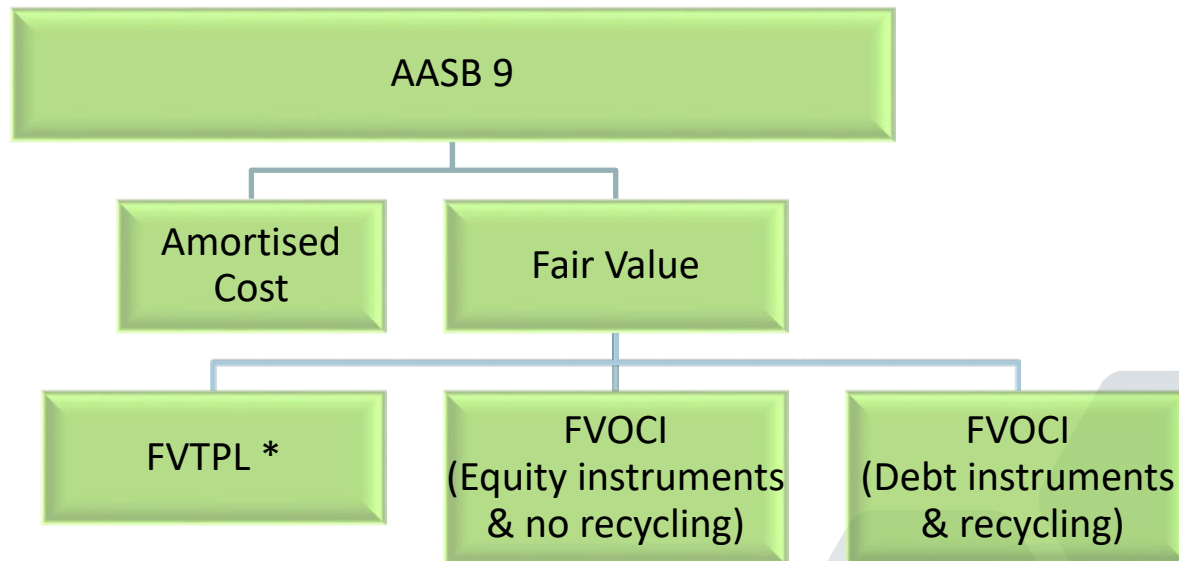 AASB 9
Amortised
Cost
Fair Value
FVTPL *
FVOCI
(Equity instruments
& no recycling)
FVOCI
(Debt instruments
& recycling)